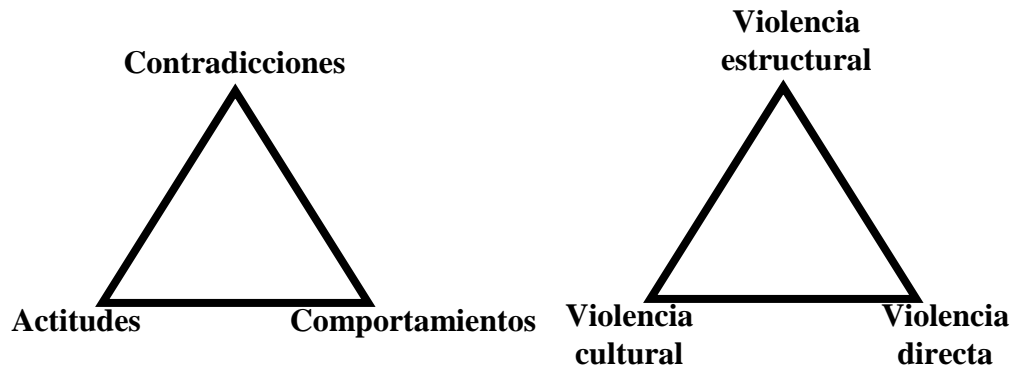 Contradicciones
Actitudes
Comportamientos
Violencia
estructural
Violencia
cultural
Violencia
directa